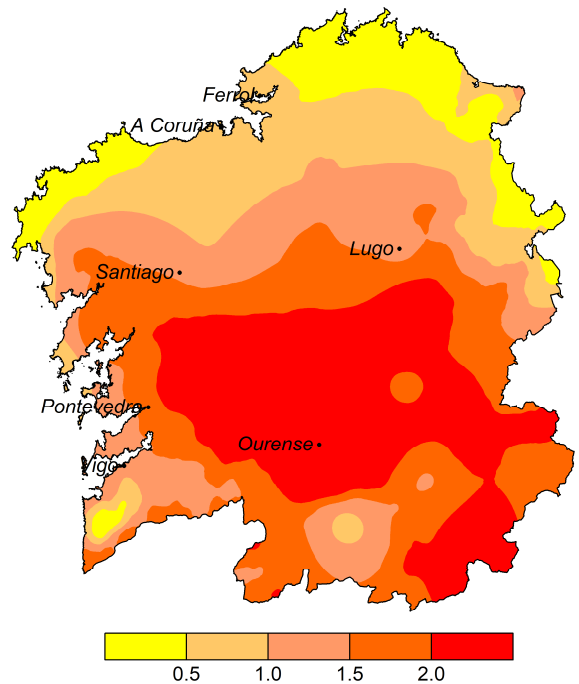 Ferrol
A Coruña
Lugo
Santiago
Pontevedra
Ourense
Vigo
0.5 1.0 1.5 2.0